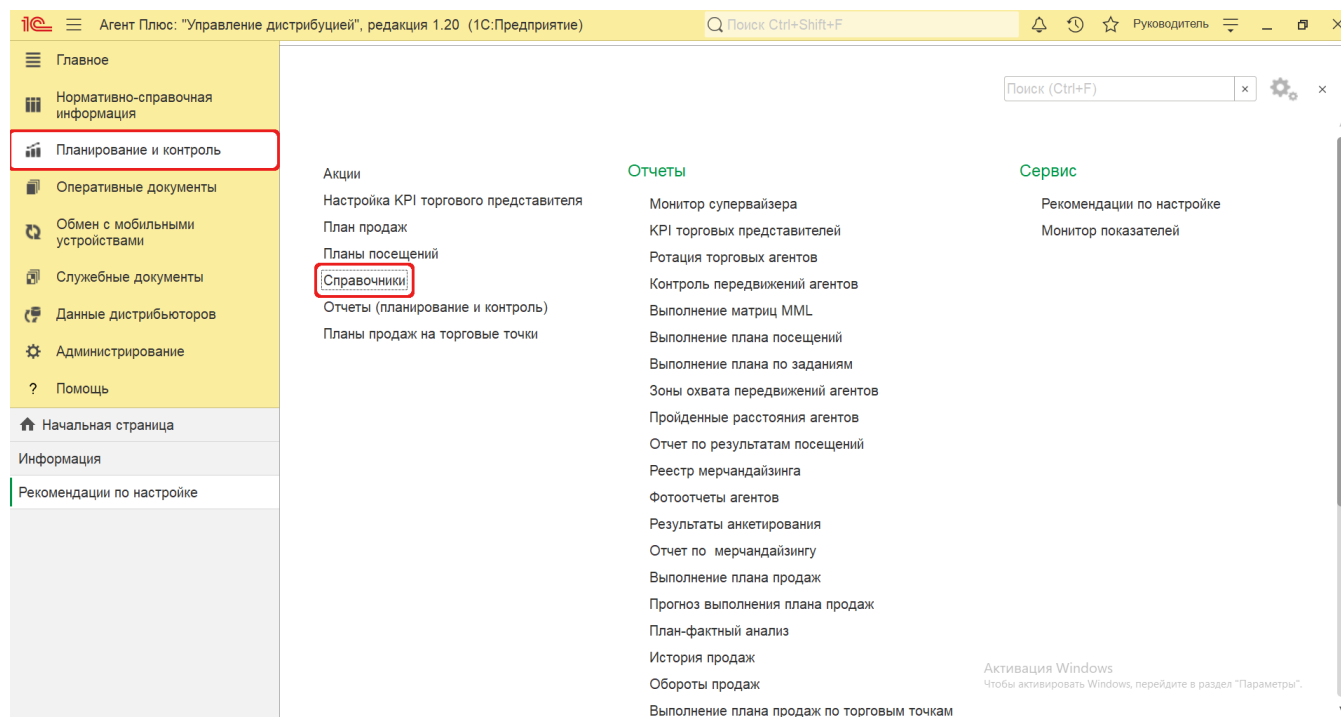 Агент Плюс: "Управление дистрибуцией", редакция 1.20 (1С:Предприятие)
Поиск Ctrl+Shift+F
Руководитель
Главное
Нормативно-справочная
информация
Планирование и контроль
Оперативные документы
Обмен с мобильными
устройствами
Служебные документы
Данные дистрибьюторов
Администрирование
? Помощь
Начальная страница
Информация
Рекомендации по настройке
Поиск (Ctrl+F)
Акции
Настройка KPI торгового представителя
План продаж
Планы посещений
Справочники
Отчеты (планирование и контроль)
Планы продаж на торговые точки
Отчеты
Монитор супервайзера
KPI торговых представителей
Ротация торговых агентов
Контроль передвижений агентов
Выполнение матриц MML
Выполнение плана посещений
Выполнение плана по заданиям
Зоны охвата передвижений агентов
Пройденные расстояния агентов
Отчет по результатам посещений
Реестр мерчандайзинга
Фотоотчеты агентов
Результаты анкетирования
Отчет по мерчандайзингу
Выполнение плана продаж
Прогноз выполнения плана продаж
План-фактный анализ
История продаж
Обороты продаж
Выполнение плана продаж по торговым точкам
Сервис
Рекомендации по настройке
Монитор показателей
Активация Windows
Чтобы активировать Windows, перейдите в раздел "Параметры".